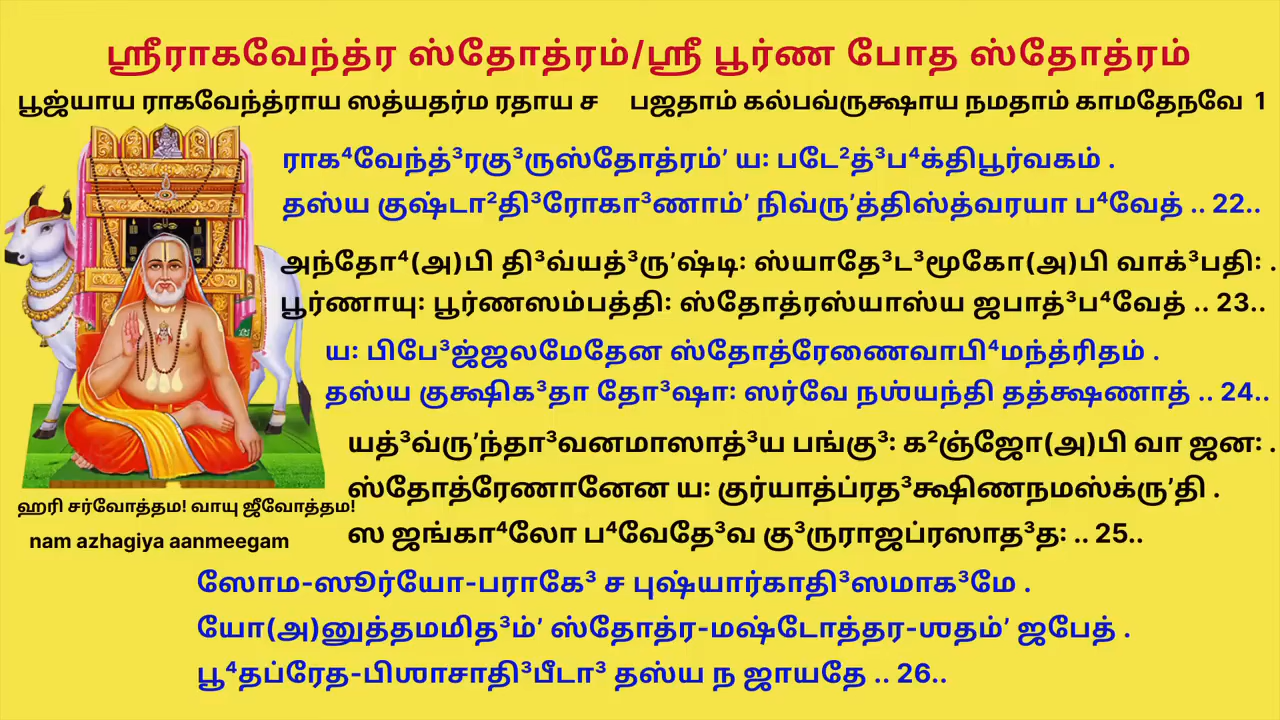 ஸ்ரீராகவேந்த்ர ஸ்தோத்ரம்/ஸ்ரீ பூர்ண போத ஸ்தோத்ரம்
பூஜ்யாய ராகவேந்த்ராய ஸத்யதர்ம ரதாய ச பஜதாம் கல்பவ்ருக்ஷாய நமதாம் காமதேநவே 1
ராக⁴வேந்த்³ரகு³ருஸ்தோத்ரம்ʼ ய꞉ படே²த்³ப⁴க்திபூர்வகம் .
தஸ்ய குஷ்டா²தி³ரோகா³ணாம்ʼ நிவ்ருʼத்திஸ்த்வரயா ப⁴வேத் .. 22..
அந்தோ⁴(அ)பி தி³வ்யத்³ருʼஷ்டி꞉ ஸ்யாதே³ட³மூகோ(அ)பி வாக்³பதி꞉ .
பூர்ணாயு꞉ பூர்ணஸம்பத்தி꞉ ஸ்தோத்ரஸ்யாஸ்ய ஜபாத்³ப⁴வேத் .. 23..
ய꞉ பிபே³ஜ்ஜலமேதேன ஸ்தோத்ரேணைவாபி⁴மந்த்ரிதம் .
தஸ்ய குக்ஷிக³தா தோ³ஷா꞉ ஸர்வே நஶ்யந்தி தத்க்ஷணாத் .. 24..
யத்³வ்ருʼந்தா³வனமாஸாத்³ய பங்கு³꞉ க²ஞ்ஜோ(அ)பி வா ஜன꞉ .
ஸ்தோத்ரேணானேன ய꞉ குர்யாத்ப்ரத³க்ஷிணநமஸ்க்ருʼதி .
ஸ ஜங்கா⁴லோ ப⁴வேதே³வ கு³ருராஜப்ரஸாத³த꞉ .. 25..
ஹரி சர்வோத்தம! வாயு ஜீவோத்தம!
nam azhagiya aanmeegam
ஸோம-ஸூர்யோ-பராகே³ ச புஷ்யார்காதி³ஸமாக³மே .
யோ(அ)னுத்தமமித³ம்ʼ ஸ்தோத்ர-மஷ்டோத்தர-ஶதம்ʼ ஜபேத் .
பூ⁴தப்ரேத-பிஶாசாதி³பீடா³ தஸ்ய ந ஜாயதே .. 26..